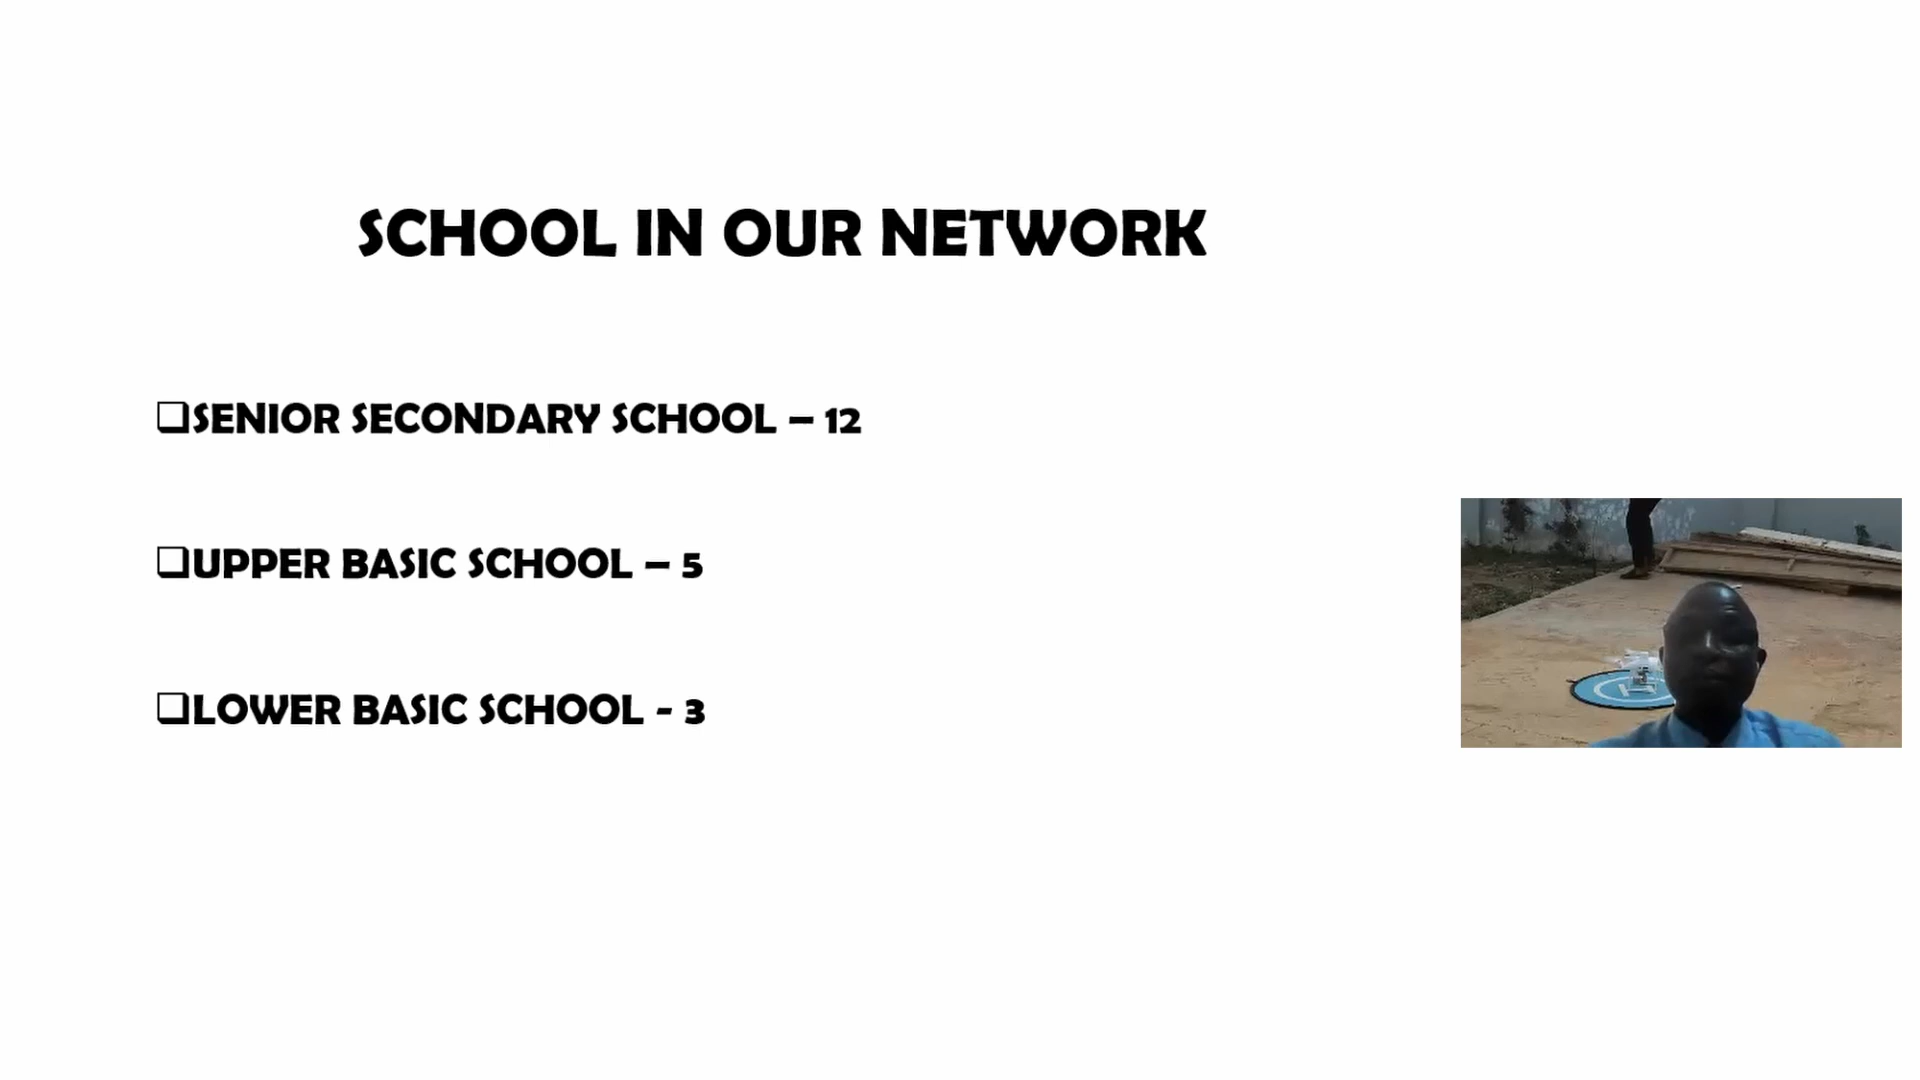 SCHOOL IN OUR NETWORK
❑SENIOR SECONDARY SCHOOL – 12
❑UPPER BASIC SCHOOL – 5
❑LOWER BASIC SCHOOL - 3
H